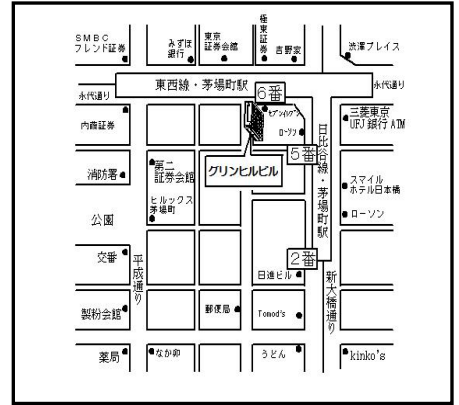 SMBC
フレンド証券
みずほ
銀行
東京
証券会館
極
東
証
券
吉野家
渋澤プレイス
永代通り
東西線・茅場町駅
6番
永代通り
内藤証券
セブンイレブン
ローソン
三菱東京
UFJ銀行ATM
日比谷線・茅場町駅
5番
消防署
第二
証券会館
グリンヒルビル
スマイル
ホテル日本橋
ヒルックス
茅場町
ローソン
公園
交番
平成通り
2番
日進ビル
新大橋通り
製粉会館
郵便局
Tomod's
薬局
なか卯
うどん
kinko's